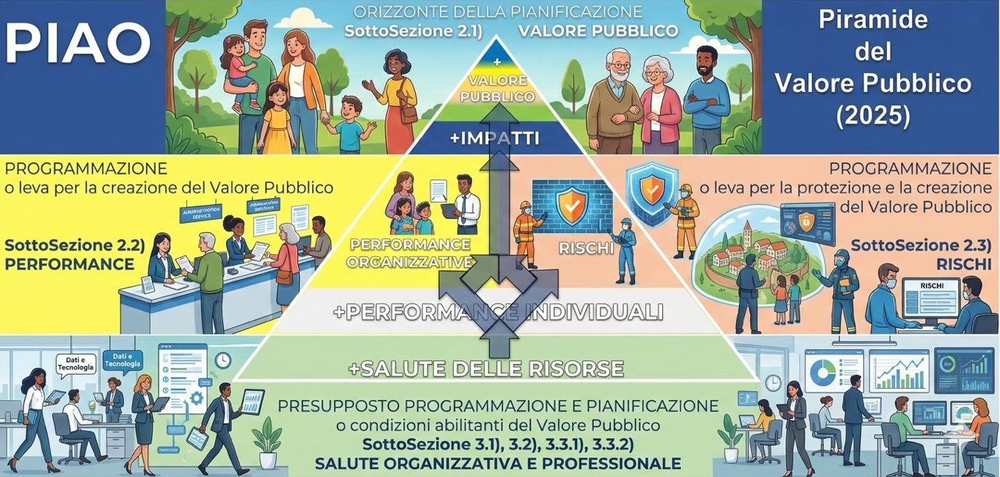 PIAO
ORIZZONTE DELLA PIANIFICAZIONE
SottoSezione 2.1) VALORE PUBBLICO
Piramide
del
Valore Pubblico
(2025)
+
VALORE
PUBBLICO
+IMPATTI
PROGRAMMAZIONE
o leva per la creazione del Valore Pubblico
SottoSezione 2.2)
PERFORMANCE
PERFORMANCE
ORGANIZZATIVE
RISCHI
PROGRAMMAZIONE
o leva per la protezione e la creazione
del Valore Pubblico
SottoSezione 2.3)
RISCHI
RISCHI
+PERFORMANCE INDIVIDUALI
+SALUTE DELLE RISORSE
Dati e
Tecnologia
Dati e
Tecnologia
PRESUPPOSTO PROGRAMMAZIONE E PIANIFICAZIONE
o condizioni abilitanti del Valore Pubblico
SottoSezione 3.1), 3.2), 3.3.1), 3.3.2)
SALUTE ORGANIZZATIVA E PROFESSIONALE